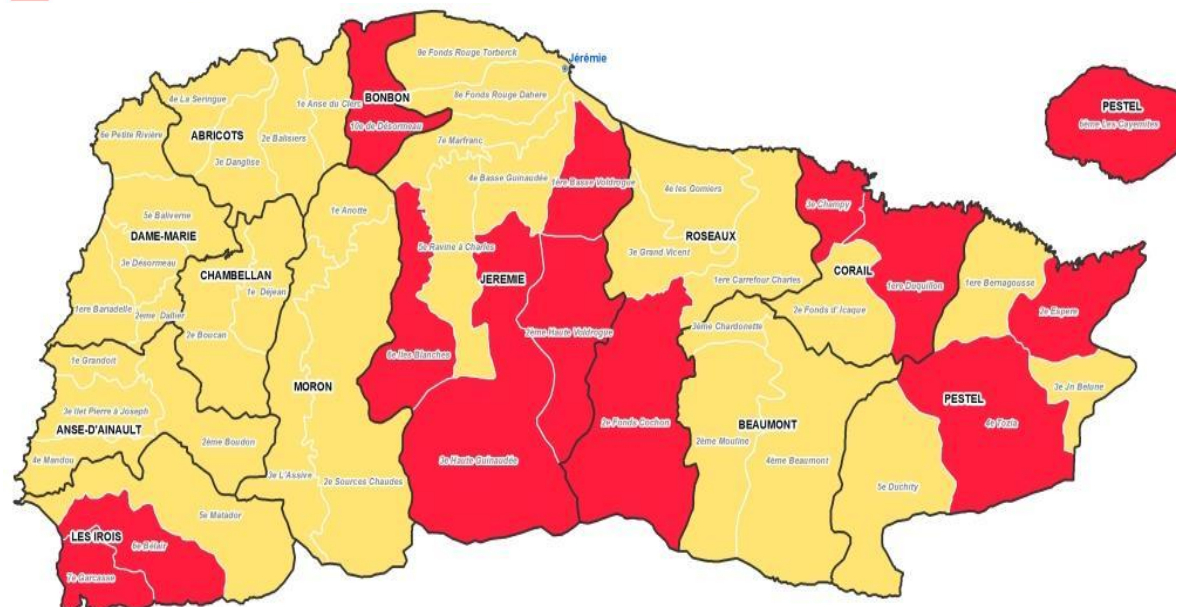 9e Fonds Rouge Torberck
Jérémie
4e La Seringue
8e Fonds Rouge Dahere
BONBON
PESTEL
1e Anse du Clerc
6ème Les Cayemites
10e de Désormeau
6e Petite Rivière
ABRICOTS
2e Balisiers
7e Marfranc
3e Danglise
4e Basse Guinaudée
1ère Basse Voldrogue
4e les Gomiers
1e Anotte
3e Champy
5e Baliverne
DAME-MARIE
5e Ravine à Charles
ROSEAUX
3e Grand Vicent
3e Désormeau
CHAMBELLAN
JEREMIE
CORAIL
1ere Carrefour Charles
1ere Duquillon
1ere Bernagousse
1e Déjean
2e Espere
1ere Bariadelle
2eme Dallier
2e Fonds d' Icaque
3ème Chardonette
2ème Haute Voldrogue
2e Boucan
1e Grandoit
6e Iles Blanches
MORON
3e Jn Belune
PESTEL
3e Ilet Pierre à Joseph
ANSE-D'AINAULT
2e Fonds Cochon
BEAUMONT
4e Tozia
2ème Boudon
2ème Mouline
4e Mandou
3e Haute Guinaudée
4ème Beaumont
3e L'Assive
2e Sources Chaudes
5e Duchity
5e Matador
LES IROIS
6e Bélair
7e Garcasse